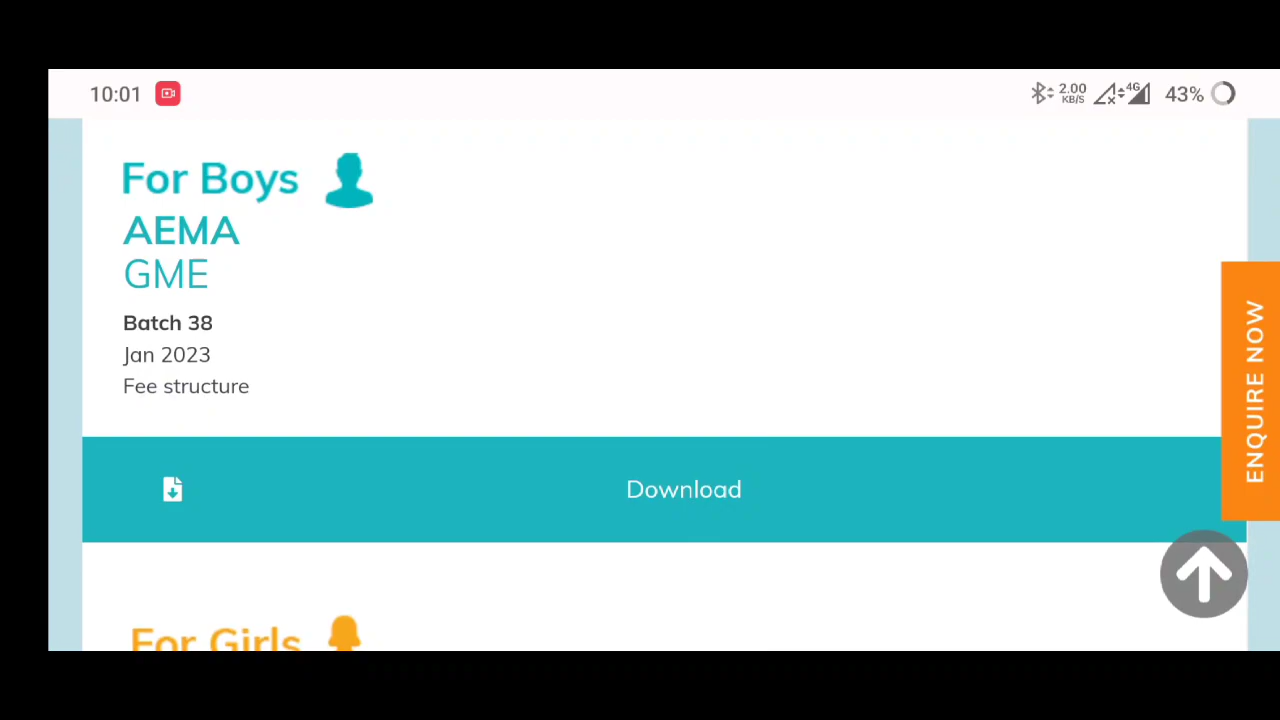 10:01
2.00
KB/S
4G
43%
For Boys
AEMA
GME
Batch 38
Jan 2023
Fee structure
ENQUIRE NOW
Download
For Girls